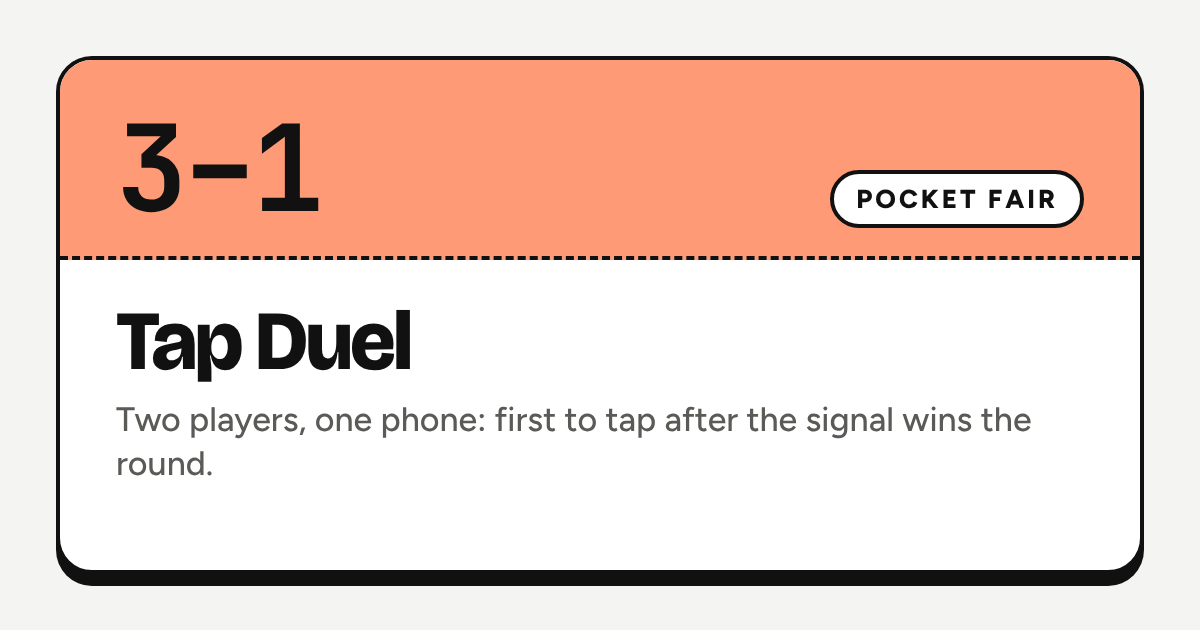 3–1
POCKET FAIR
Tap Duel
Two players, one phone: first to tap after the signal wins the
round.